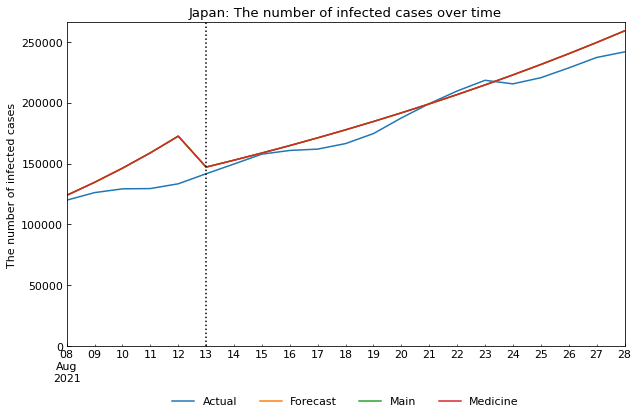 Japan: The number of infected cases over time
The number of infected cases
250000
200000
150000
100000
50000
0
08 09 10 11 12 13 14 15 16 17 18 19 20 21 22 23 24 25 26 27 28
Aug
2021
Actual Forecast Main Medicine